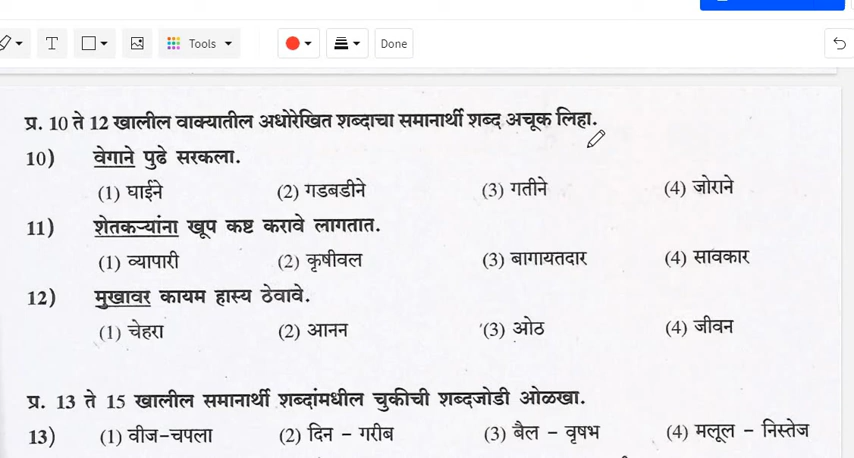 T Tools Done
प्र. 10 ते 12 खालील वाक्यातील अधोरेखित शब्दाचा समानार्थी शब्द अचूक लिहा.
10) वेगाने पुढे सरकला.
(1) घाईने (2) गडबडीने (3) गतीने (4) जोराने
11) शेतकऱ्यांना खूप कष्ट करावे लागतात.
(1) व्यापारी (2) कृषीवल (3) बागायतदार (4) सावकार
12) मुखावर कायम हास्य ठेवावे.
(1) चेहरा (2) आनन (3) ओठ (4) जीवन
प्र. 13 ते 15 खालील समानार्थी शब्दांमधील चुकीची शब्दजोडी ओळखा.
13) (1) वीज-चपला (2) दिन - गरीब (3) बैल - वृषभ (4) मलूल - निस्तेज